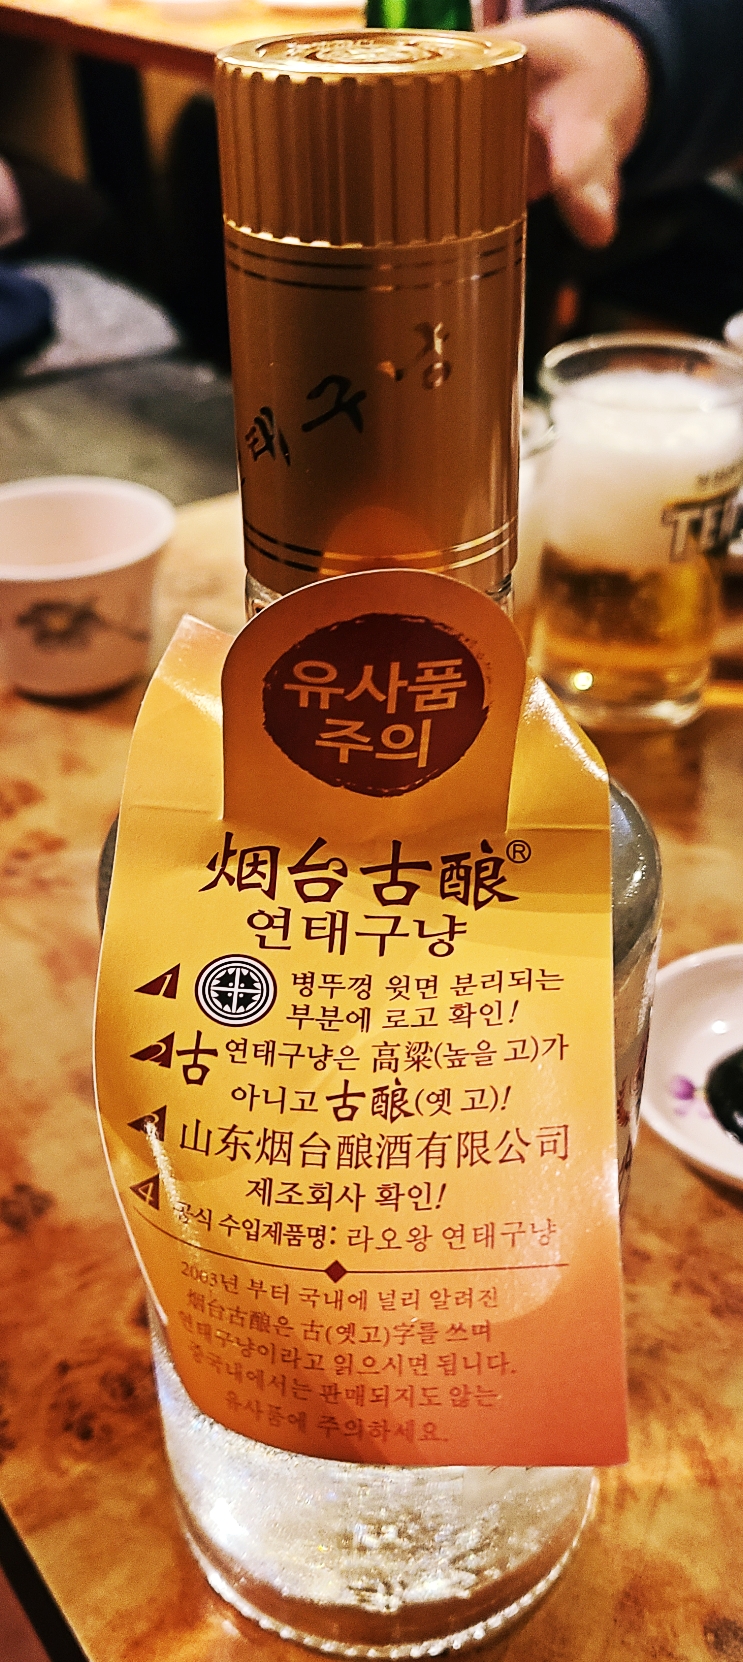 태구냥
유사품
주의
烟台古酿®
연태구냥
1 병뚜껑 윗면 분리되는
부분에 로고 확인!
2 古 연태구냥은 高粱(높을 고)가
아니고 古酿(옛 고)!
3 山东烟台酿酒有限公司
제조회사 확인!
4 공식 수입제품명: 라오왕 연태구냥
2003년 부터 국내에 널리 알려진
烟台古酿은 古(옛고)字를 쓰며
연태구냥이라고 읽으시면 됩니다.
중국내에서는 판매되지도 않는
유사품에 주의하세요.